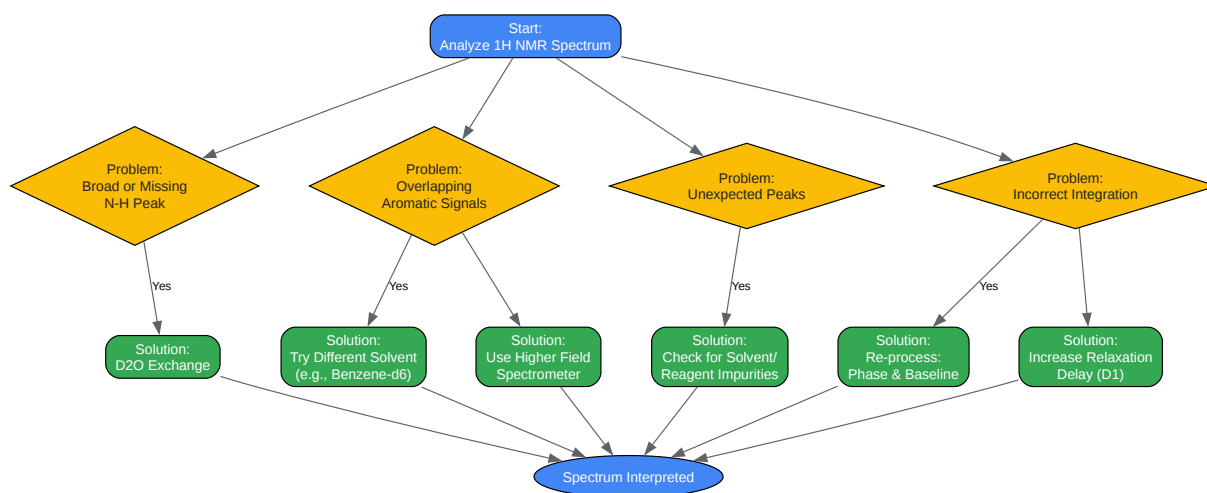 Start:
Analyze 1H NMR Spectrum
Problem:
Broad or Missing
N-H Peak
Problem:
Overlapping
Aromatic Signals
Problem:
Unexpected Peaks
Problem:
Incorrect Integration
Yes
Yes
Yes
Yes
Solution:
D2O Exchange
Solution:
Try Different Solvent
(e.g., Benzene-d6)
Solution:
Use Higher Field
Spectrometer
Solution:
Check for Solvent/
Reagent Impurities
Solution:
Re-process:
Phase & Baseline
Solution:
Increase Relaxation
Delay (D1)
Spectrum Interpreted